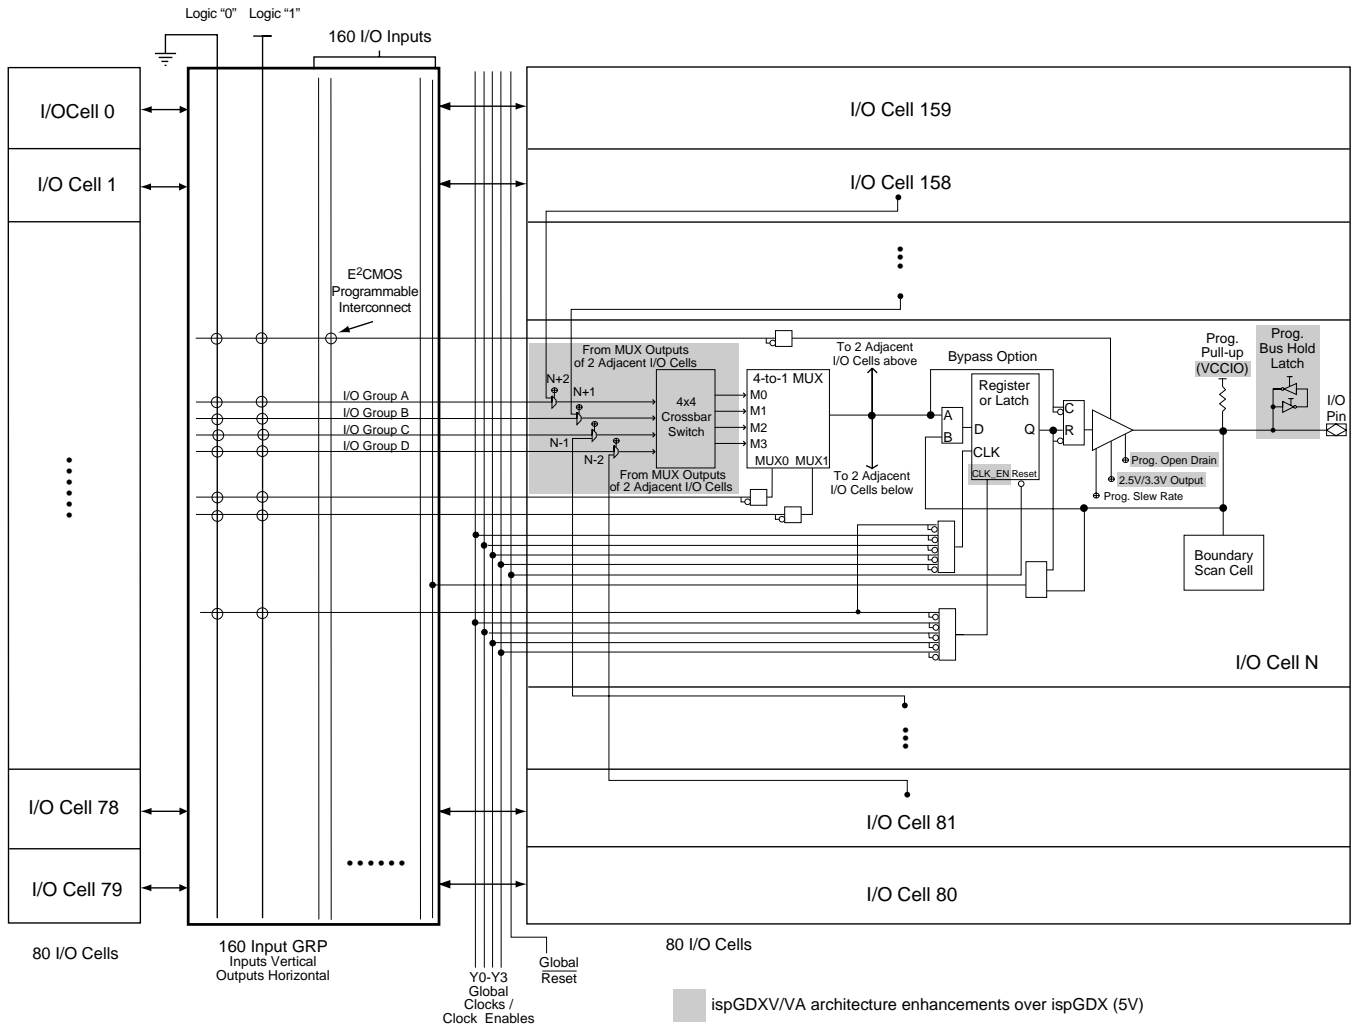 Logic “0” Logic “1”
160 I/O Inputs
I/OCell 0
I/O Cell 159
I/O Cell 1
I/O Cell 158
E2CMOS
Programmable
Interconnect
From MUX Outputs
of 2 Adjacent I/O Cells
To 2 Adjacent
I/O Cells above
Bypass Option
Prog.
Pull-up
(VCCIO)
Prog.
Bus Hold
Latch
I/O
Pin
N+2
N+1
N-1
N-2
4x4
Crossbar
Switch
4-to-1 MUX
M0
M1
M2
M3
MUX0 MUX1
I/O Group A
I/O Group B
I/O Group C
I/O Group D
From MUX Outputs
of 2 Adjacent I/O Cells
To 2 Adjacent
I/O Cells below
A
B
Register
or Latch
D
Q
CLK
CLK_EN Reset
C
R
Prog. Open Drain
2.5V/3.3V Output
Prog. Slew Rate
Boundary
Scan Cell
I/O Cell N
I/O Cell 78
I/O Cell 81
I/O Cell 79
I/O Cell 80
80 I/O Cells
160 Input GRP
Inputs Vertical
Outputs Horizontal
Y0-Y3
Global
Clocks /
Clock Enables
Global
Reset
80 I/O Cells
ispGDXV/VA architecture enhancements over ispGDX (5V)